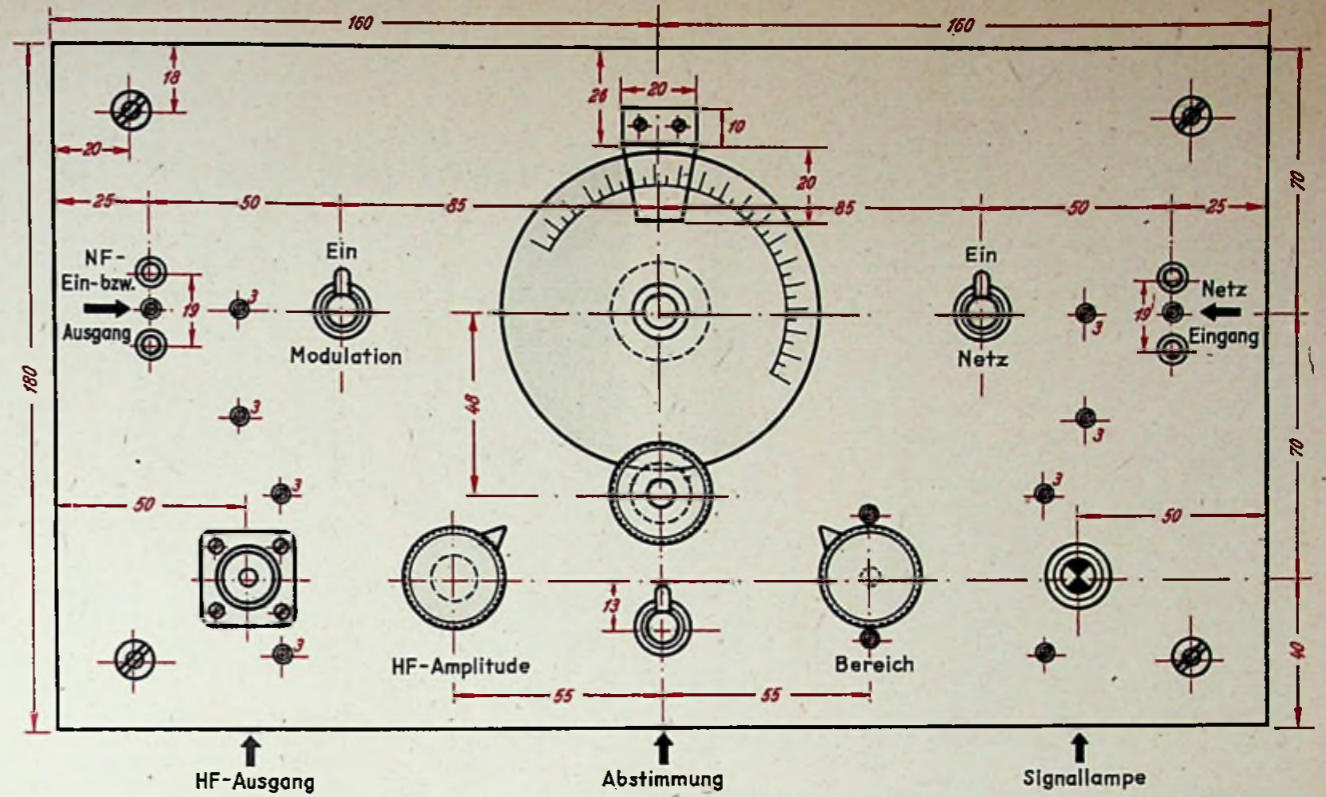 160
160
18
26
20
10
20
20
25
50
85
85
50
25
70
NF-
Ein-bzw.
Ausgang
19
3
Ein
Modulation
Ein
Netz
3
19
Netz
Eingang
180
48
3
3
70
50
3
3
50
13
3
HF-Amplitude
Bereich
40
55
55
HF-Ausgang
Abstimmung
Signallampe